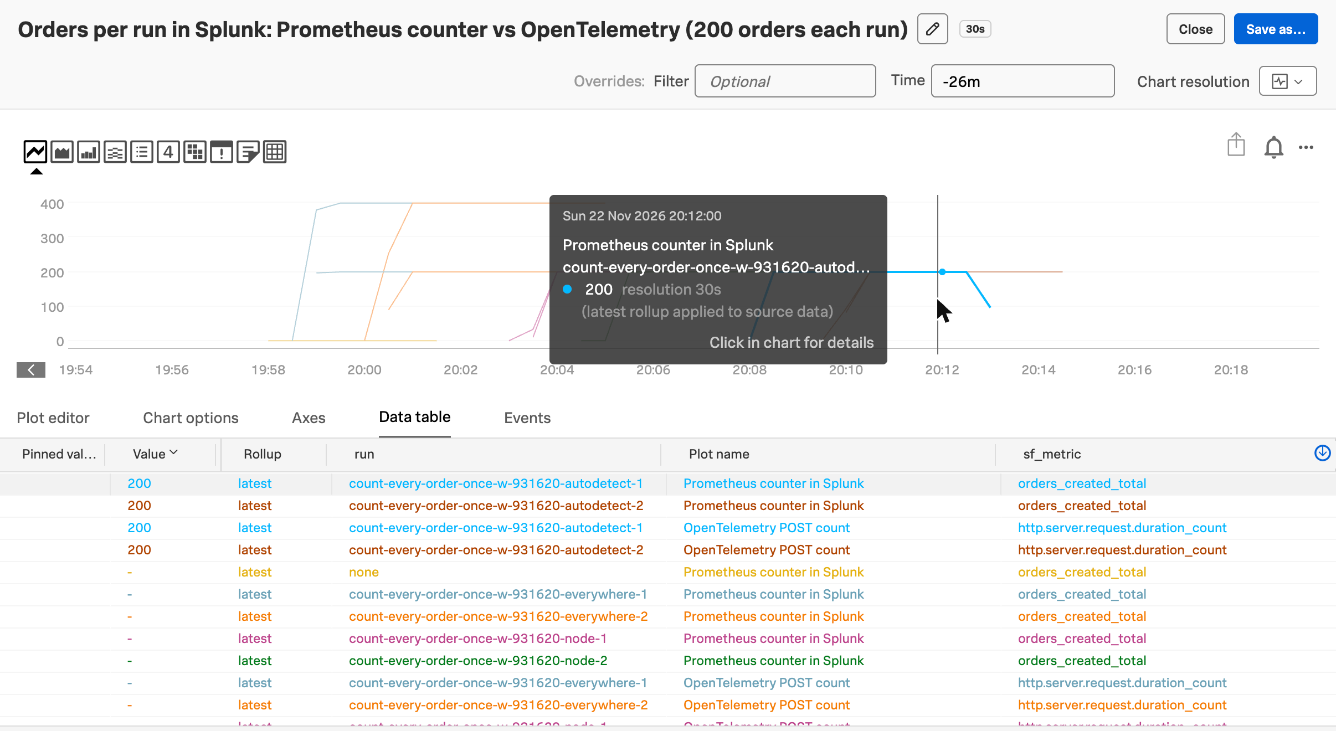 Orders per run in Splunk: Prometheus counter vs OpenTelemetry (200 orders each run) 30s Close Save as...
Overrides: Filter Optional Time -26m Chart resolution
4
400
300
200
100
0
Sun 22 Nov 2026 20:12:00
Prometheus counter in Splunk
count-every-order-once-w-931620-autod...
200 resolution 30s
(latest rollup applied to source data)
Click in chart for details
19:54 19:56 19:58 20:00 20:02 20:04 20:06 20:08 20:10 20:12 20:14 20:16 20:18
Plot editor Chart options Axes Data table Events
Pinned val... Value Rollup run Plot name sf_metric
200 latest count-every-order-once-w-931620-autodetect-1 Prometheus counter in Splunk orders_created_total
200 latest count-every-order-once-w-931620-autodetect-2 Prometheus counter in Splunk orders_created_total
200 latest count-every-order-once-w-931620-autodetect-1 OpenTelemetry POST count http.server.request.duration_count
200 latest count-every-order-once-w-931620-autodetect-2 OpenTelemetry POST count http.server.request.duration_count
- latest none Prometheus counter in Splunk orders_created_total
- latest count-every-order-once-w-931620-everywhere-1 Prometheus counter in Splunk orders_created_total
- latest count-every-order-once-w-931620-everywhere-2 Prometheus counter in Splunk orders_created_total
- latest count-every-order-once-w-931620-node-1 Prometheus counter in Splunk orders_created_total
- latest count-every-order-once-w-931620-node-2 Prometheus counter in Splunk orders_created_total
- latest count-every-order-once-w-931620-everywhere-1 OpenTelemetry POST count http.server.request.duration_count
- latest count-every-order-once-w-931620-everywhere-2 OpenTelemetry POST count http.server.request.duration_count